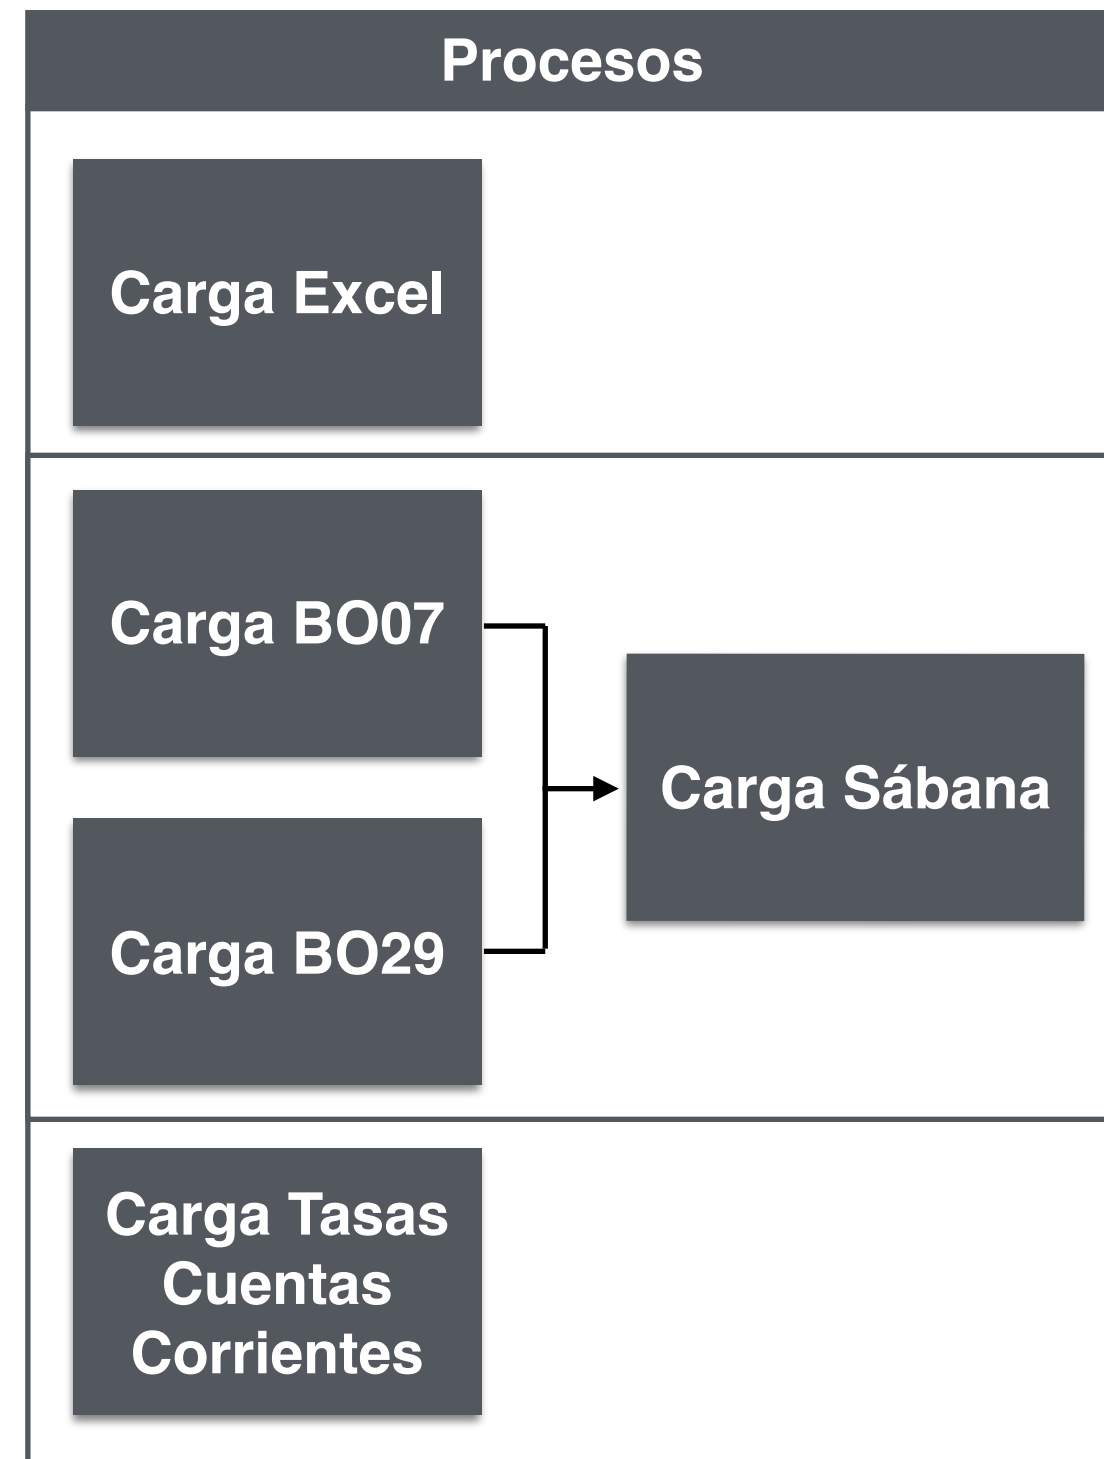 Procesos
Carga Excel
Carga BO07
Carga Sábana
Carga BO29
Carga Tasas
Cuentas
Corrientes